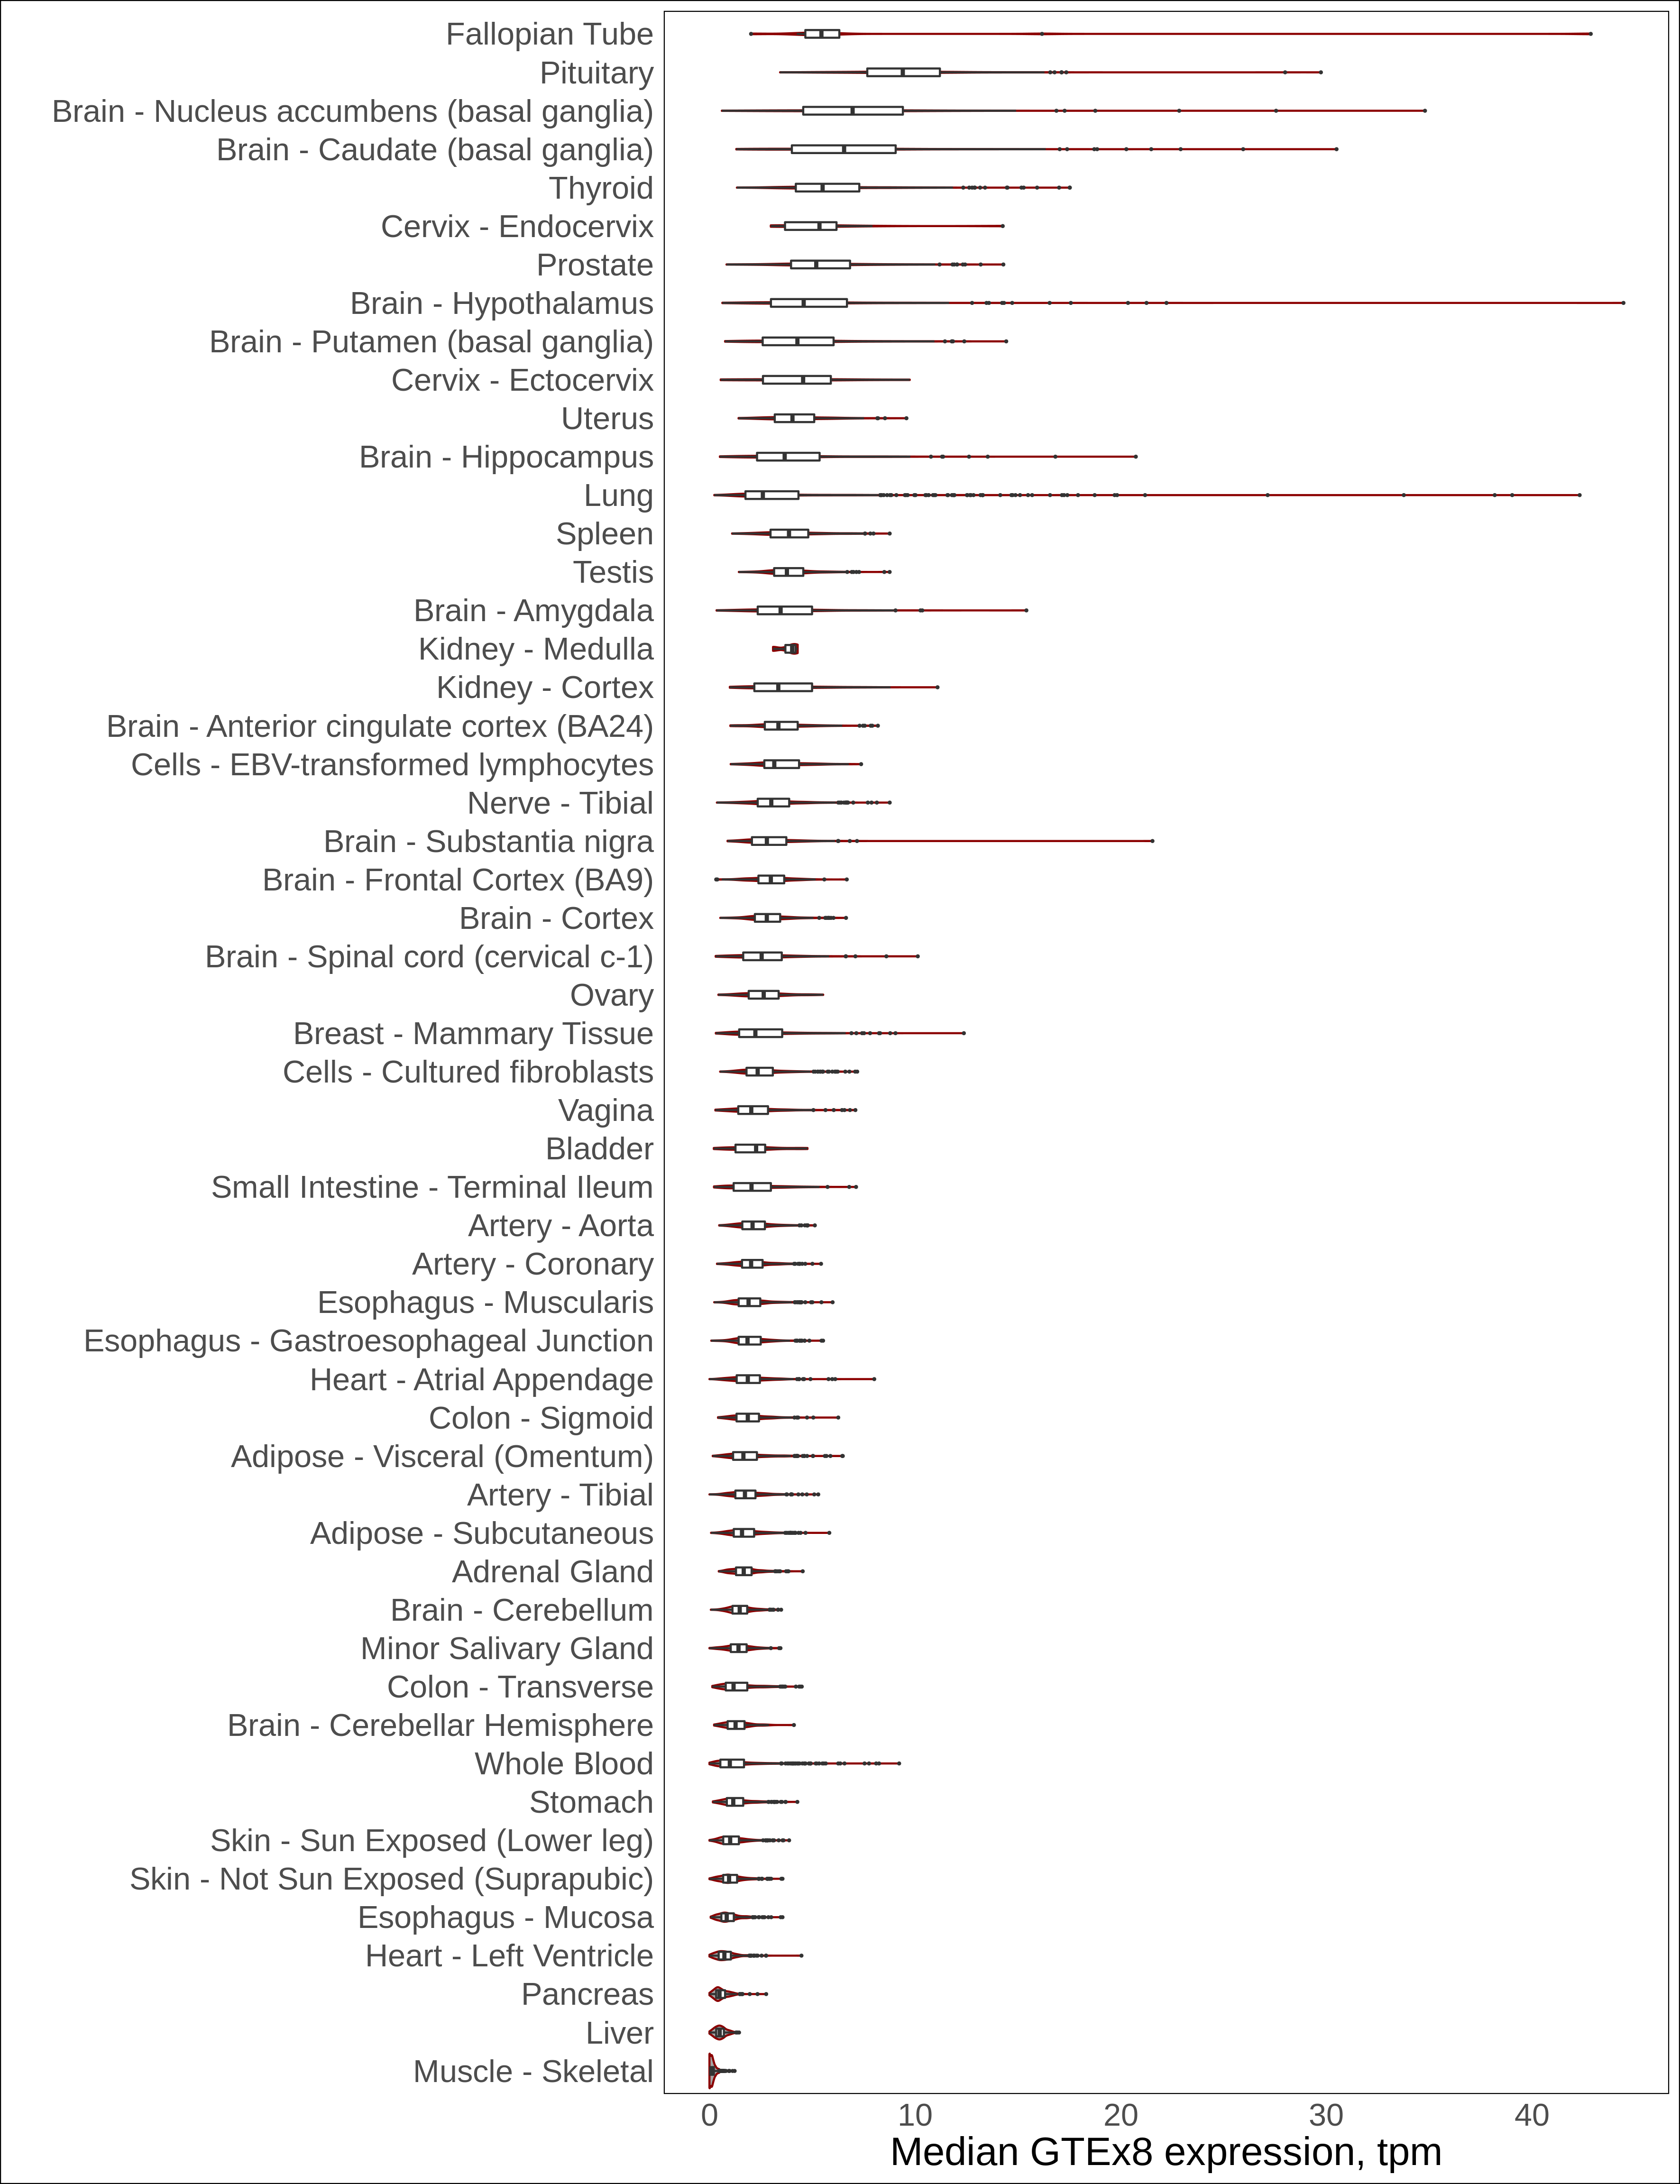 Fallopian Tube
Pituitary
Brain - Nucleus accumbens (basal ganglia)
Brain - Caudate (basal ganglia)
Thyroid
Cervix - Endocervix
Prostate
Brain - Hypothalamus
Brain - Putamen (basal ganglia)
Cervix - Ectocervix
Uterus
Brain - Hippocampus
Lung
Spleen
Testis
Brain - Amygdala
Kidney - Medulla
Kidney - Cortex
Brain - Anterior cingulate cortex (BA24)
Cells - EBV-transformed lymphocytes
Nerve - Tibial
Brain - Substantia nigra
Brain - Frontal Cortex (BA9)
Brain - Cortex
Brain - Spinal cord (cervical c-1)
Ovary
Breast - Mammary Tissue
Cells - Cultured fibroblasts
Vagina
Bladder
Small Intestine - Terminal Ileum
Artery - Aorta
Artery - Coronary
Esophagus - Muscularis
Esophagus - Gastroesophageal Junction
Heart - Atrial Appendage
Colon - Sigmoid
Adipose - Visceral (Omentum)
Artery - Tibial
Adipose - Subcutaneous
Adrenal Gland
Brain - Cerebellum
Minor Salivary Gland
Colon - Transverse
Brain - Cerebellar Hemisphere
Whole Blood
Stomach
Skin - Sun Exposed (Lower leg)
Skin - Not Sun Exposed (Suprapubic)
Esophagus - Mucosa
Heart - Left Ventricle
Pancreas
Liver
Muscle - Skeletal
0 10 20 30 40
Median GTEx8 expression, tpm